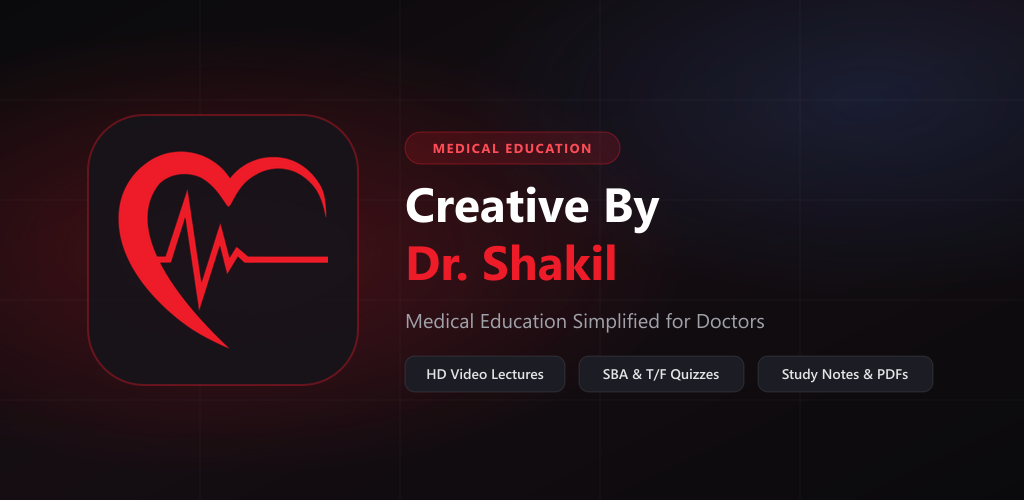 MEDICAL EDUCATION
Creative By
Dr. Shakil
Medical Education Simplified for Doctors
HD Video Lectures
SBA & T/F Quizzes
Study Notes & PDFs